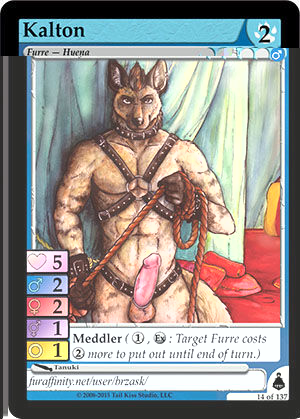 Kalton
2
Furre — Huena
5
2
2
1
1
Meddler ( 1 , Ex : Target Furre costs
2 more to put out until end of turn.)
Tanuki
furaffinity.net/user/brzask/
14 of 137
© 2008-2015 Tail Kiss Studio, LLC